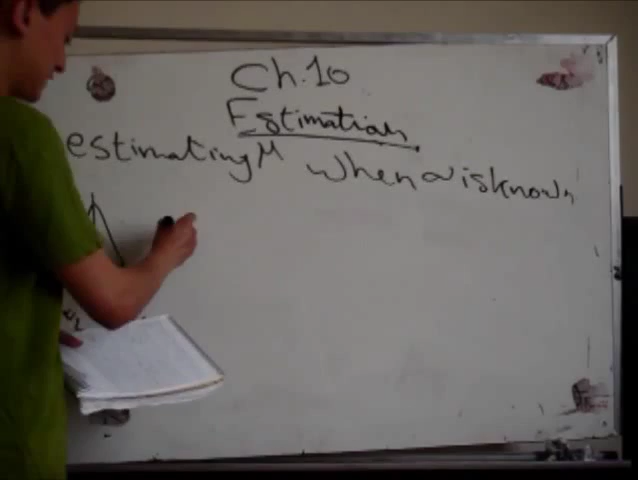 Ch.10
Estimation
estimating μ when σ is known